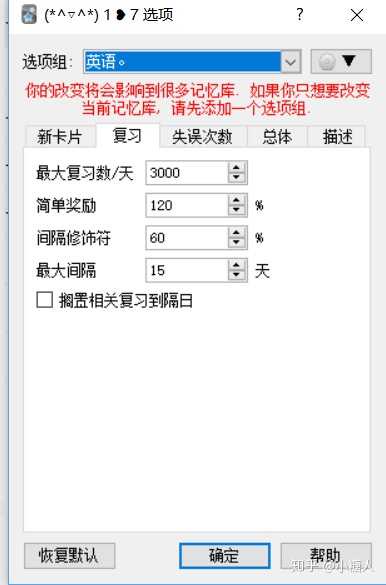 (*^▽^*) 1 ❥ 7 选项
选项组: 英语。
你的改变将会影响到很多记忆库. 如果你只想要改变
当前记忆库, 请先添加一个选项组.
新卡片 复习 失误次数 总体 描述
最大复习数/天 3000
简单奖励 120 %
间隔修饰符 60 %
最大间隔 15 天
搁置相关复习到隔日
恢复默认 确定 帮助
知乎 @小糖人